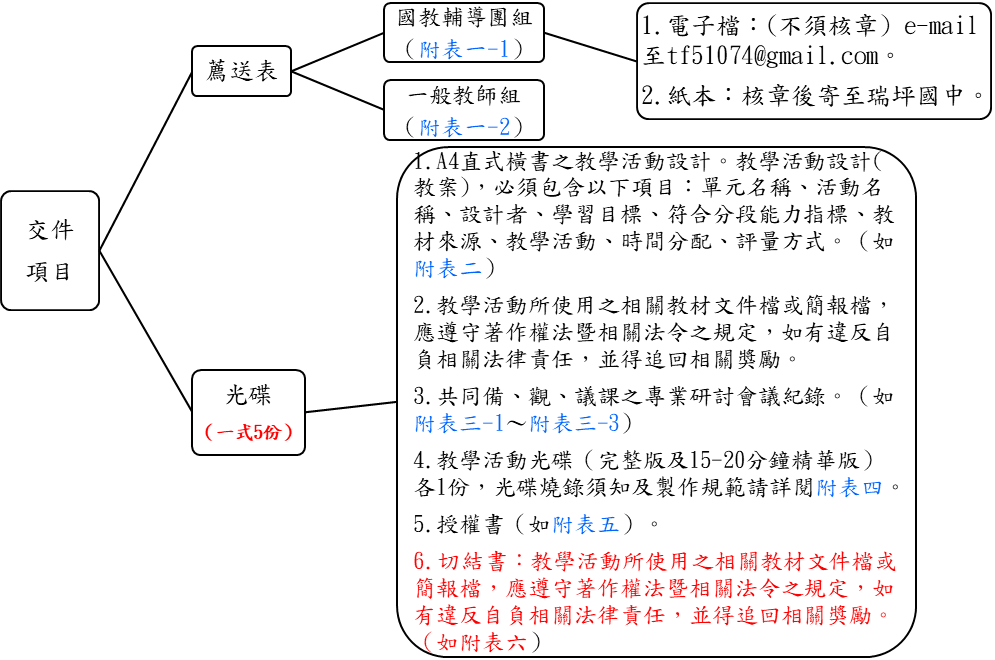 交件
項目
薦送表
國教輔導團組
（附表一-1）
一般教師組
（附表一-2）
1.電子檔：(不須核章) e-mail
至tf51074@gmail.com。
2.紙本：核章後寄至瑞坪國中。
光碟
（一式5份）
1.A4直式橫書之教學活動設計。教學活動設計(
教案)，必須包含以下項目：單元名稱、活動名
稱、設計者、學習目標、符合分段能力指標、教
材來源、教學活動、時間分配、評量方式。（如
附表二）
2.教學活動所使用之相關教材文件檔或簡報檔，
應遵守著作權法暨相關法令之規定，如有違反自
負相關法律責任，並得追回相關獎勵。
3.共同備、觀、議課之專業研討會議紀錄。（如
附表三-1～附表三-3）
4.教學活動光碟（完整版及15-20分鐘精華版）
各1份，光碟燒錄須知及製作規範請詳閱附表四。
5.授權書（如附表五）。
6.切結書：教學活動所使用之相關教材文件檔或
簡報檔，應遵守著作權法暨相關法令之規定，如
有違反自負相關法律責任，並得追回相關獎勵。
（如附表六）